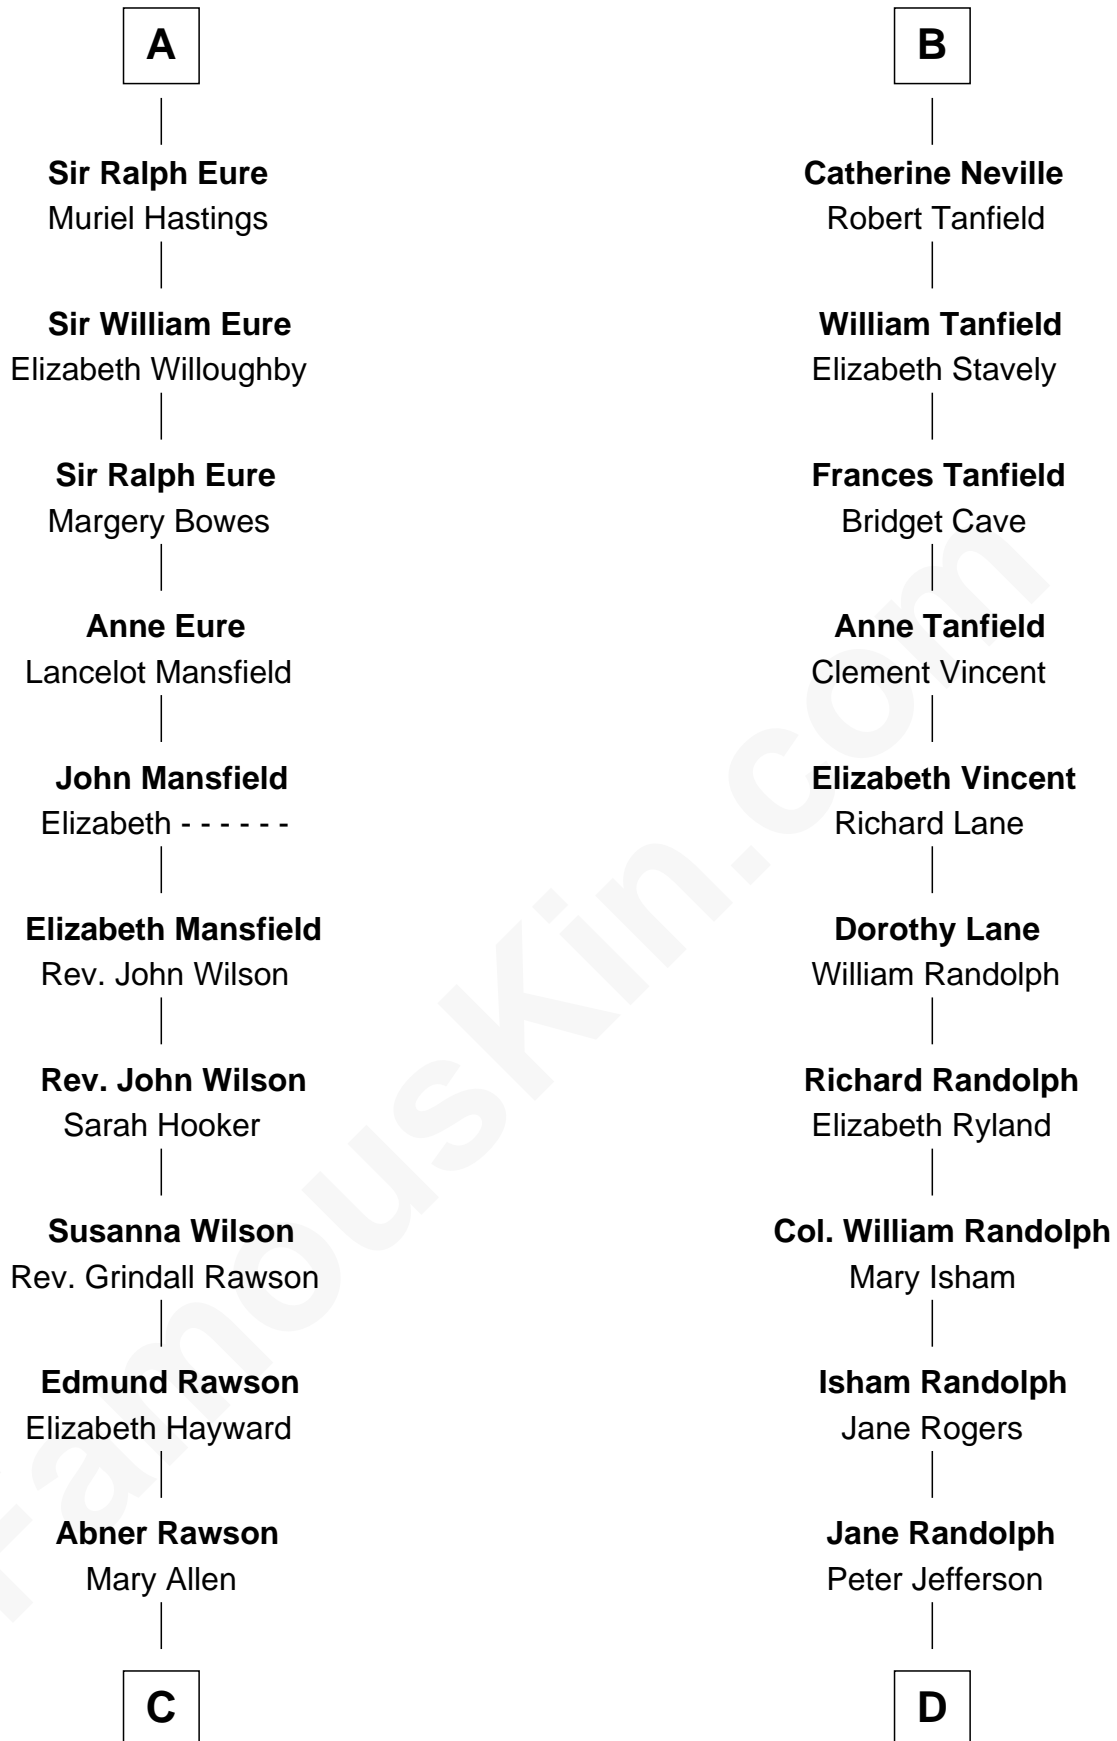 A
Sir Ralph Eure
Muriel Hastings
Sir William Eure
Elizabeth Willoughby
Sir Ralph Eure
Margery Bowes
Anne Eure
Lancelot Mansfield
John Mansfield
Elizabeth - - - - - -
Elizabeth Mansfield
Rev. John Wilson
Rev. John Wilson
Sarah Hooker
Susanna Wilson
Rev. Grindall Rawson
Edmund Rawson
Elizabeth Hayward
Abner Rawson
Mary Allen
C
B
Catherine Neville
Robert Tanfield
William Tanfield
Elizabeth Stavely
Frances Tanfield
Bridget Cave
Anne Tanfield
Clement Vincent
Elizabeth Vincent
Richard Lane
Dorothy Lane
William Randolph
Richard Randolph
Elizabeth Ryland
Col. William Randolph
Mary Isham
Isham Randolph
Jane Rogers
Jane Randolph
Peter Jefferson
D
FamousKin.com